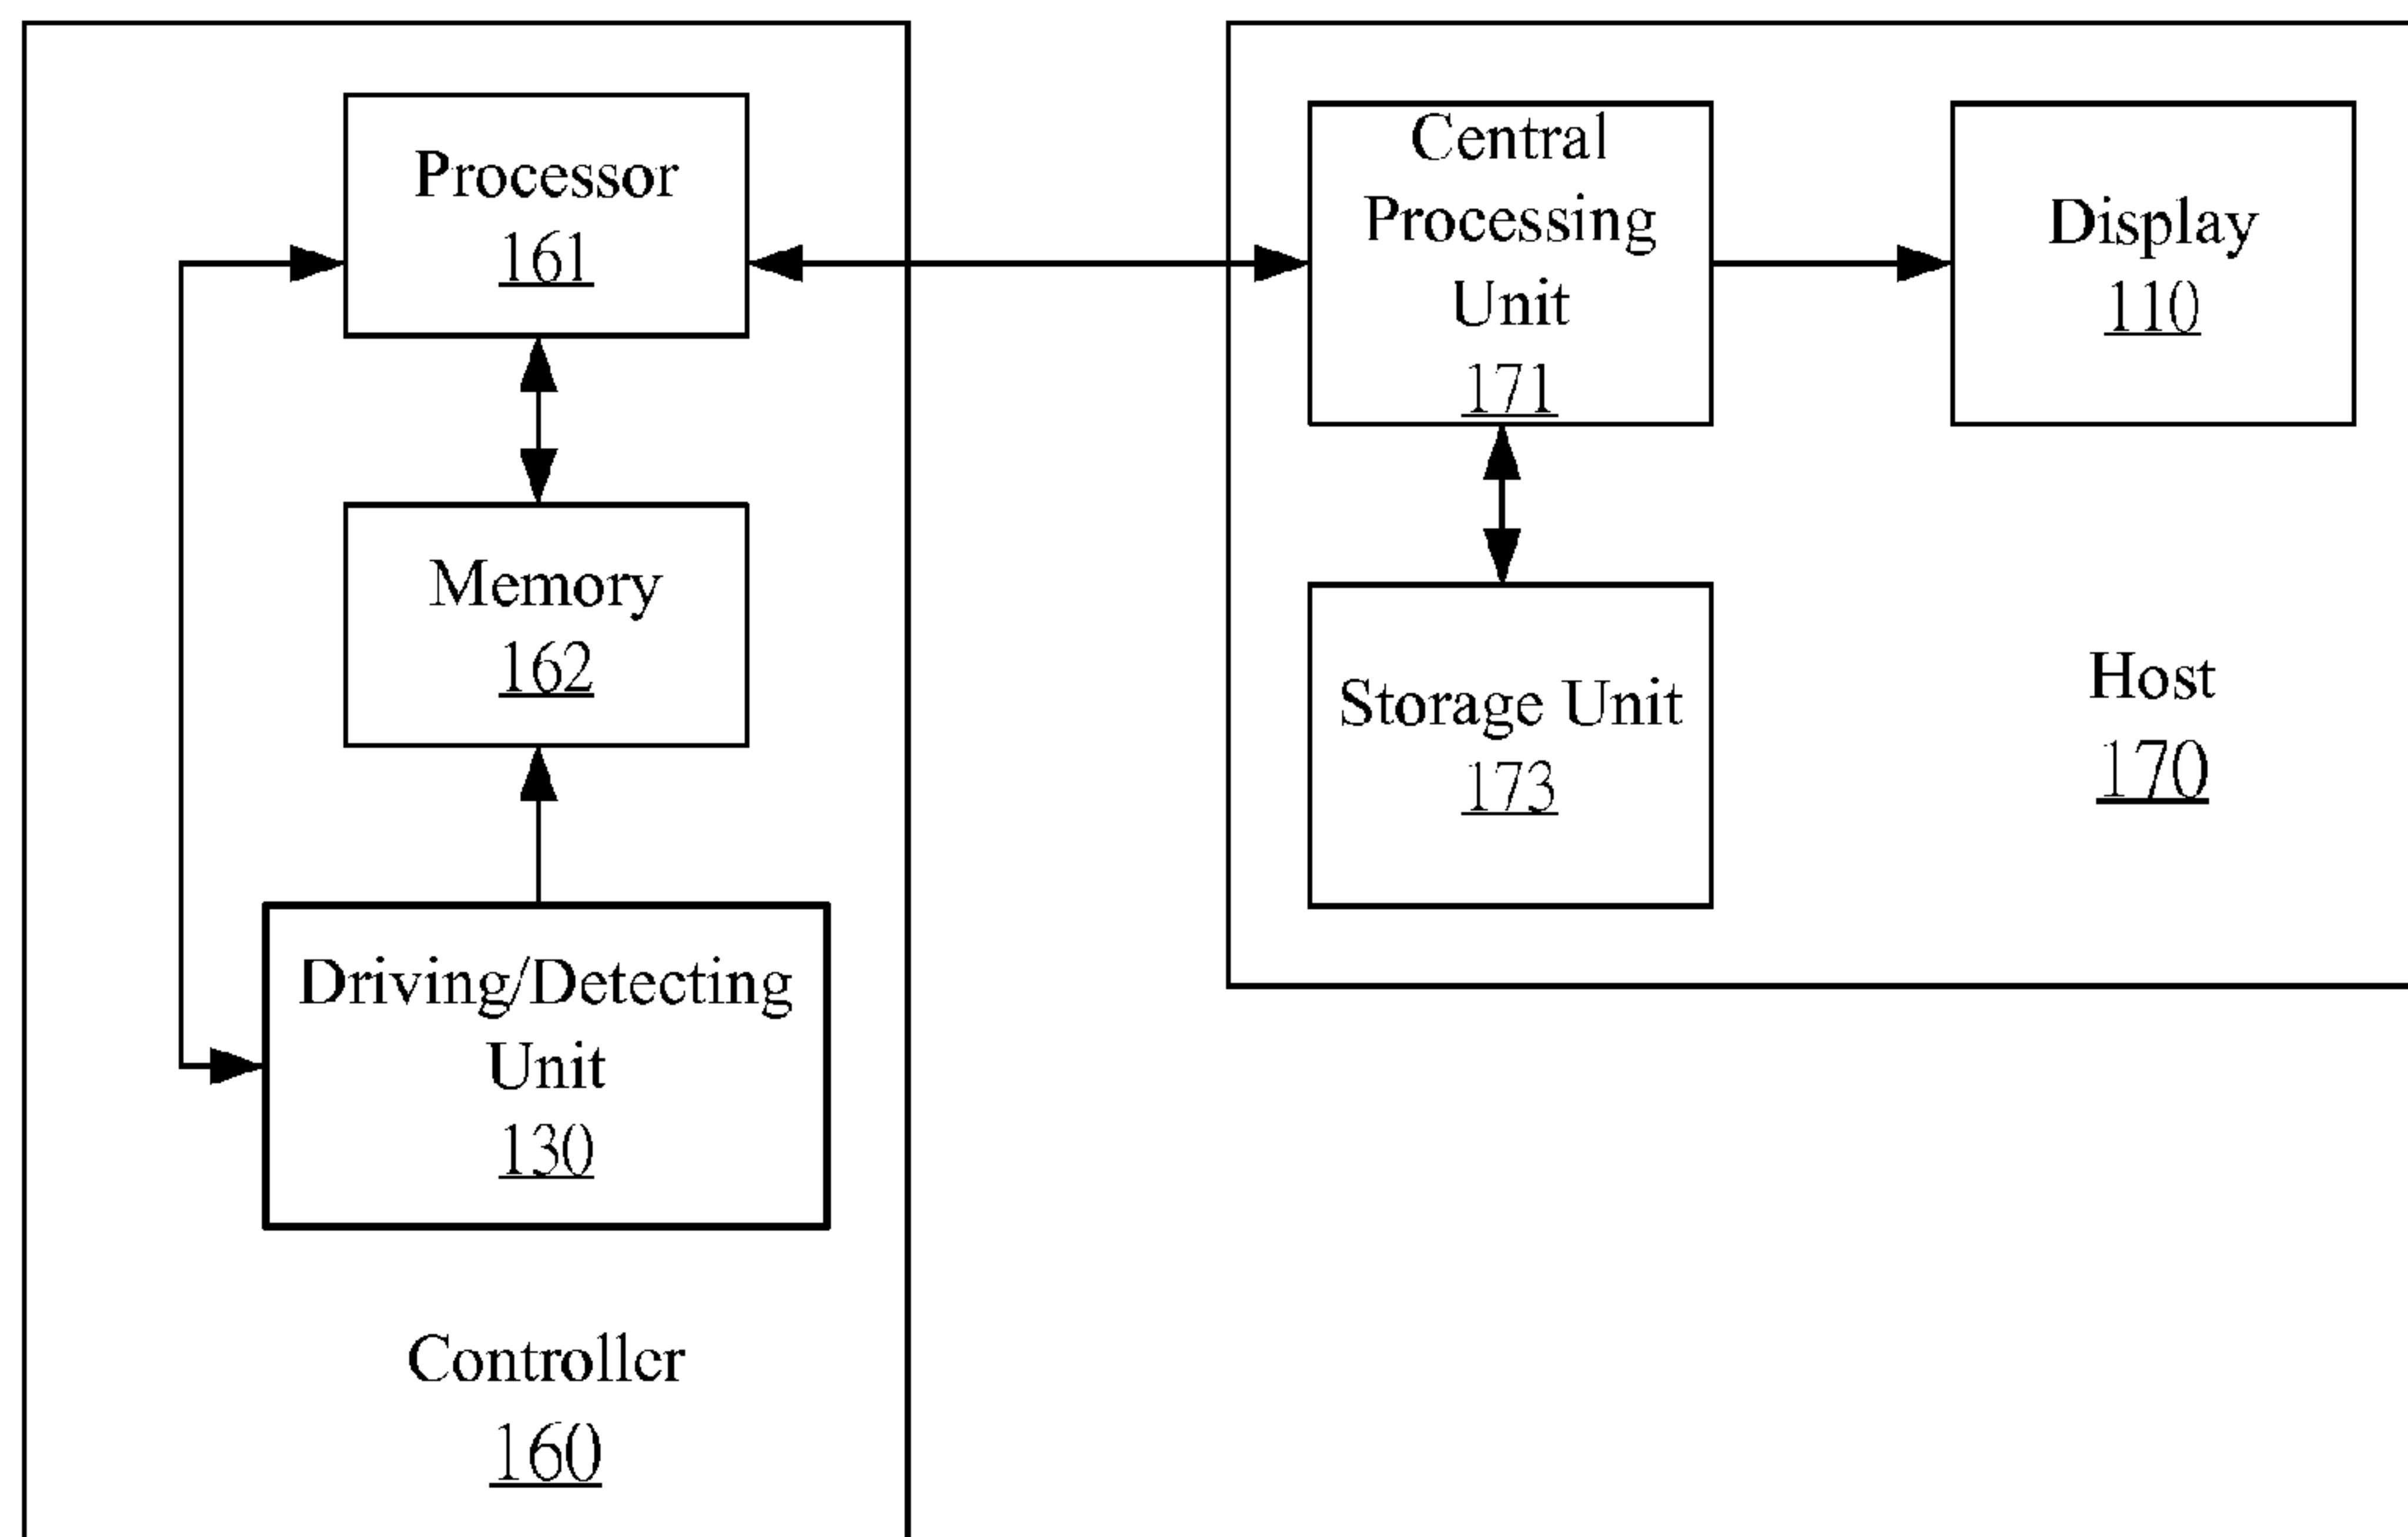 Processor
161
Memory
162
Driving/Detecting
Unit
130
Controller
160
Central
Processing
Unit
171
Display
110
Storage Unit
173
Host
170